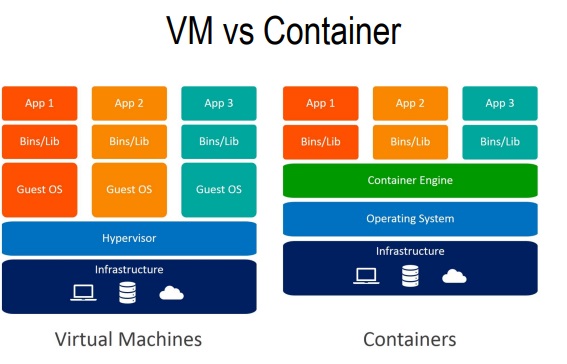 VM vs Container
App 1
App 2
App 3
Bins/Lib
Bins/Lib
Bins/Lib
Guest OS
Guest OS
Guest OS
Hypervisor
Infrastructure
Virtual Machines
App 1
App 2
App 3
Bins/Lib
Bins/Lib
Bins/Lib
Container Engine
Operating System
Infrastructure
Containers